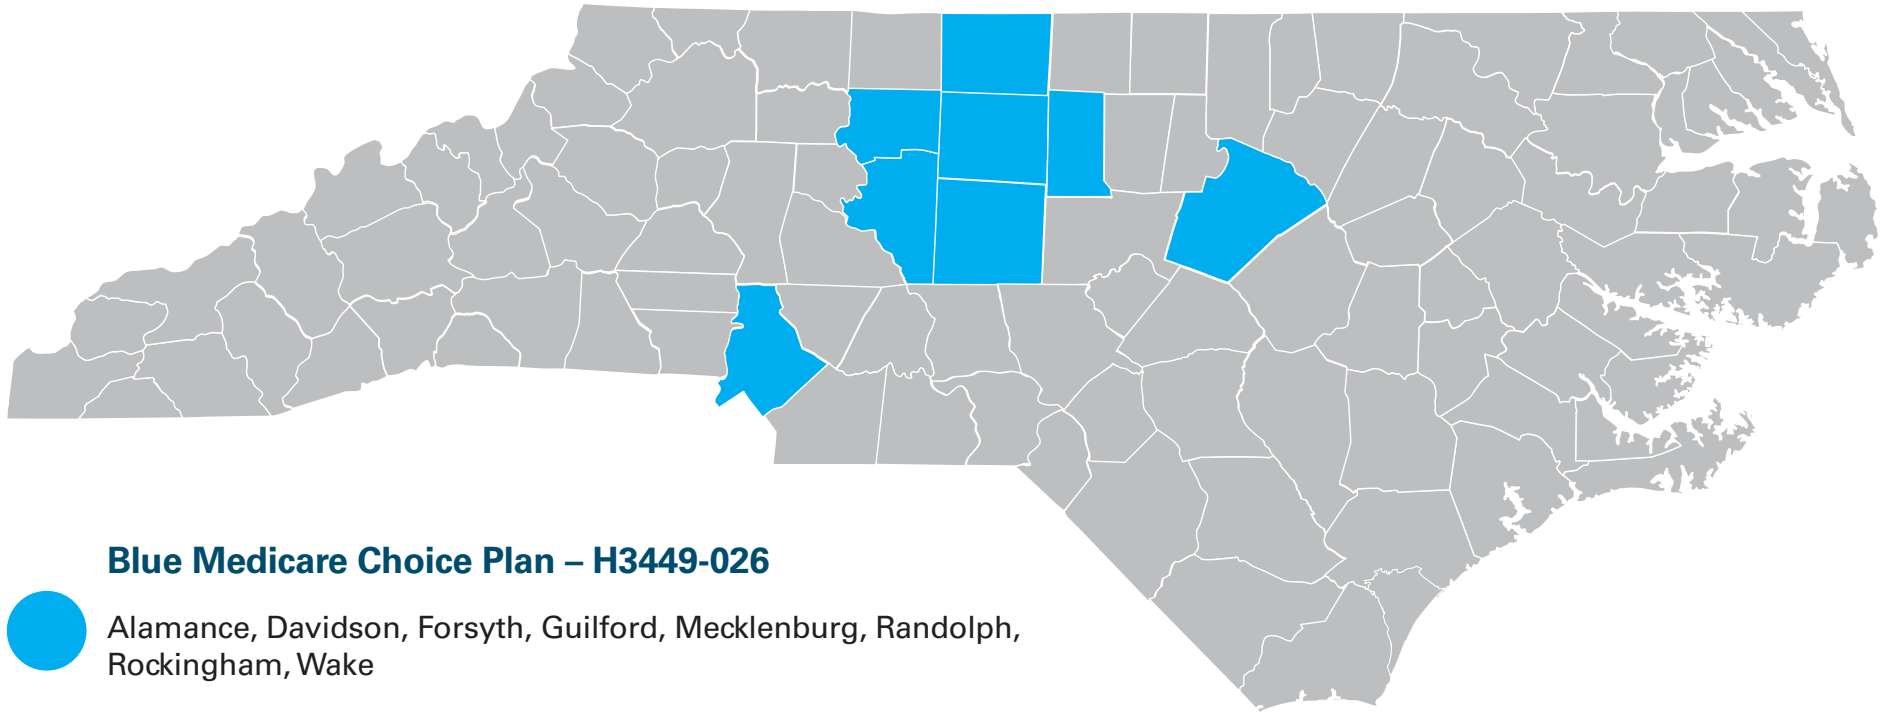 Blue Medicare Choice Plan – H3449-026
Alamance, Davidson, Forsyth, Guilford, Mecklenburg, Randolph,
Rockingham, Wake